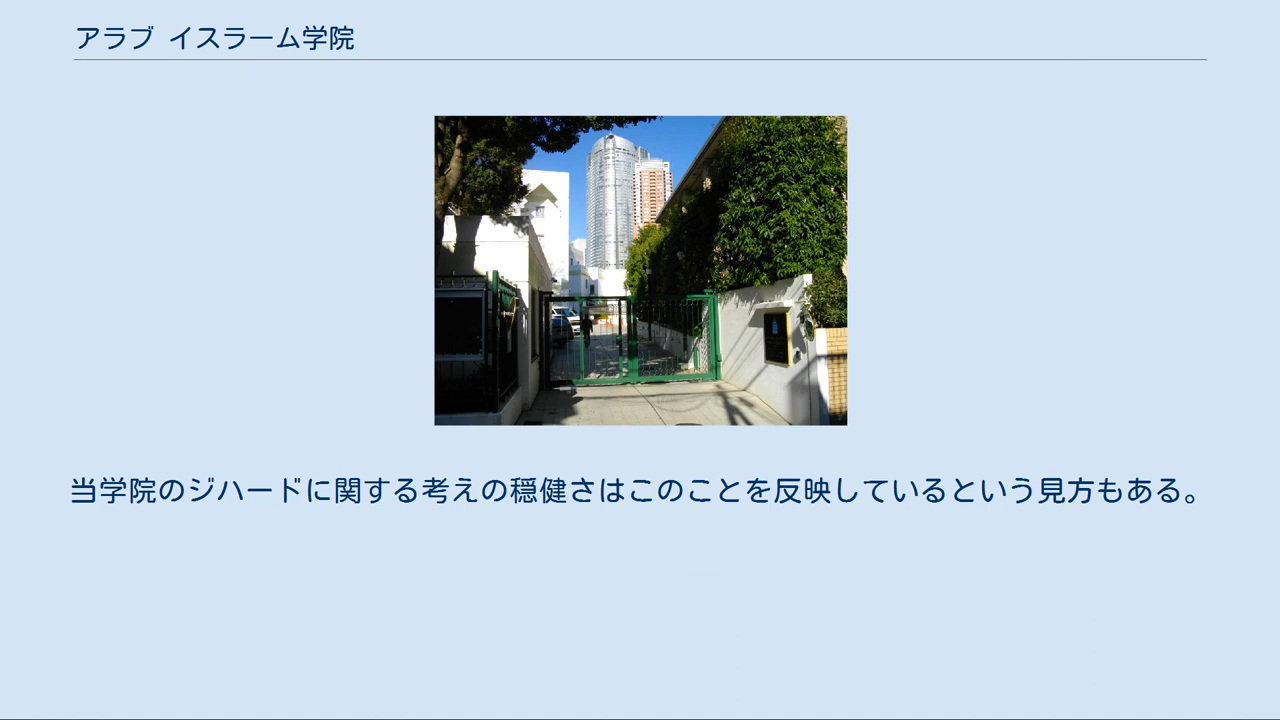 アラブ イスラーム学院
当学院のジハードに関する考えの穏健さはこのことを反映しているという見方もある。